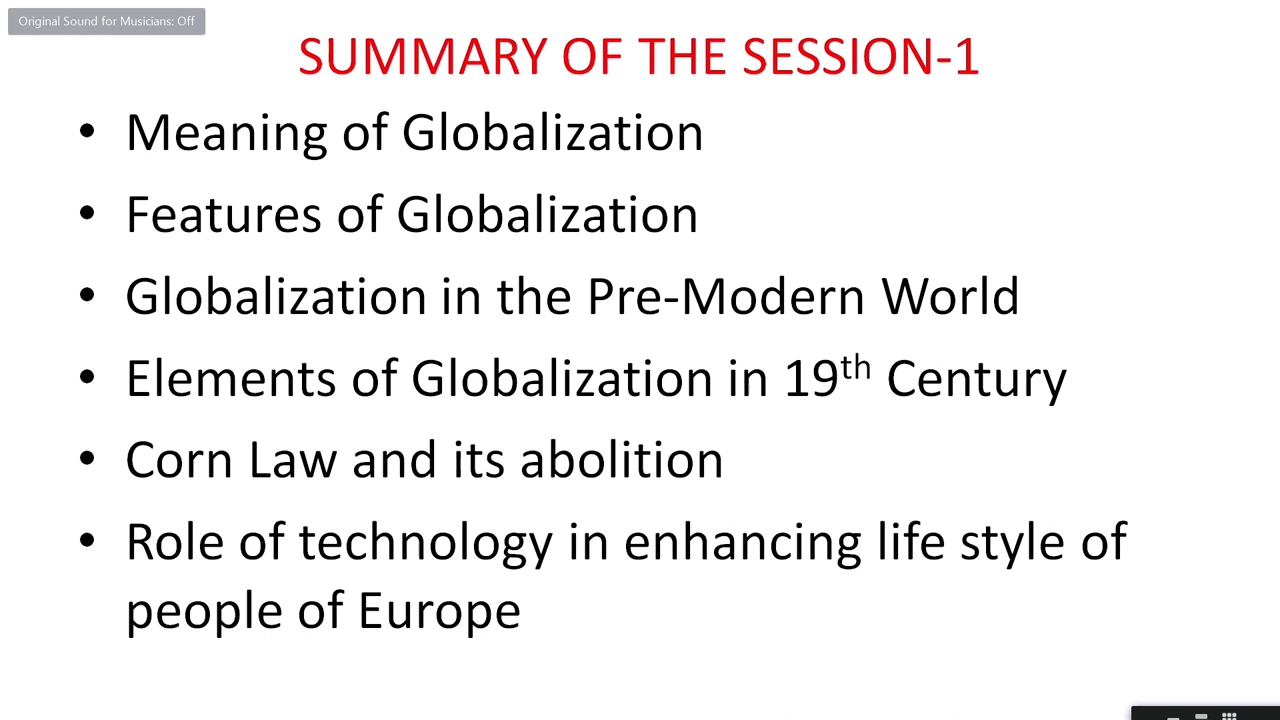 Original Sound for Musicians: Off
SUMMARY OF THE SESSION-1
• Meaning of Globalization
• Features of Globalization
• Globalization in the Pre-Modern World
• Elements of Globalization in 19th Century
• Corn Law and its abolition
• Role of technology in enhancing life style of
people of Europe